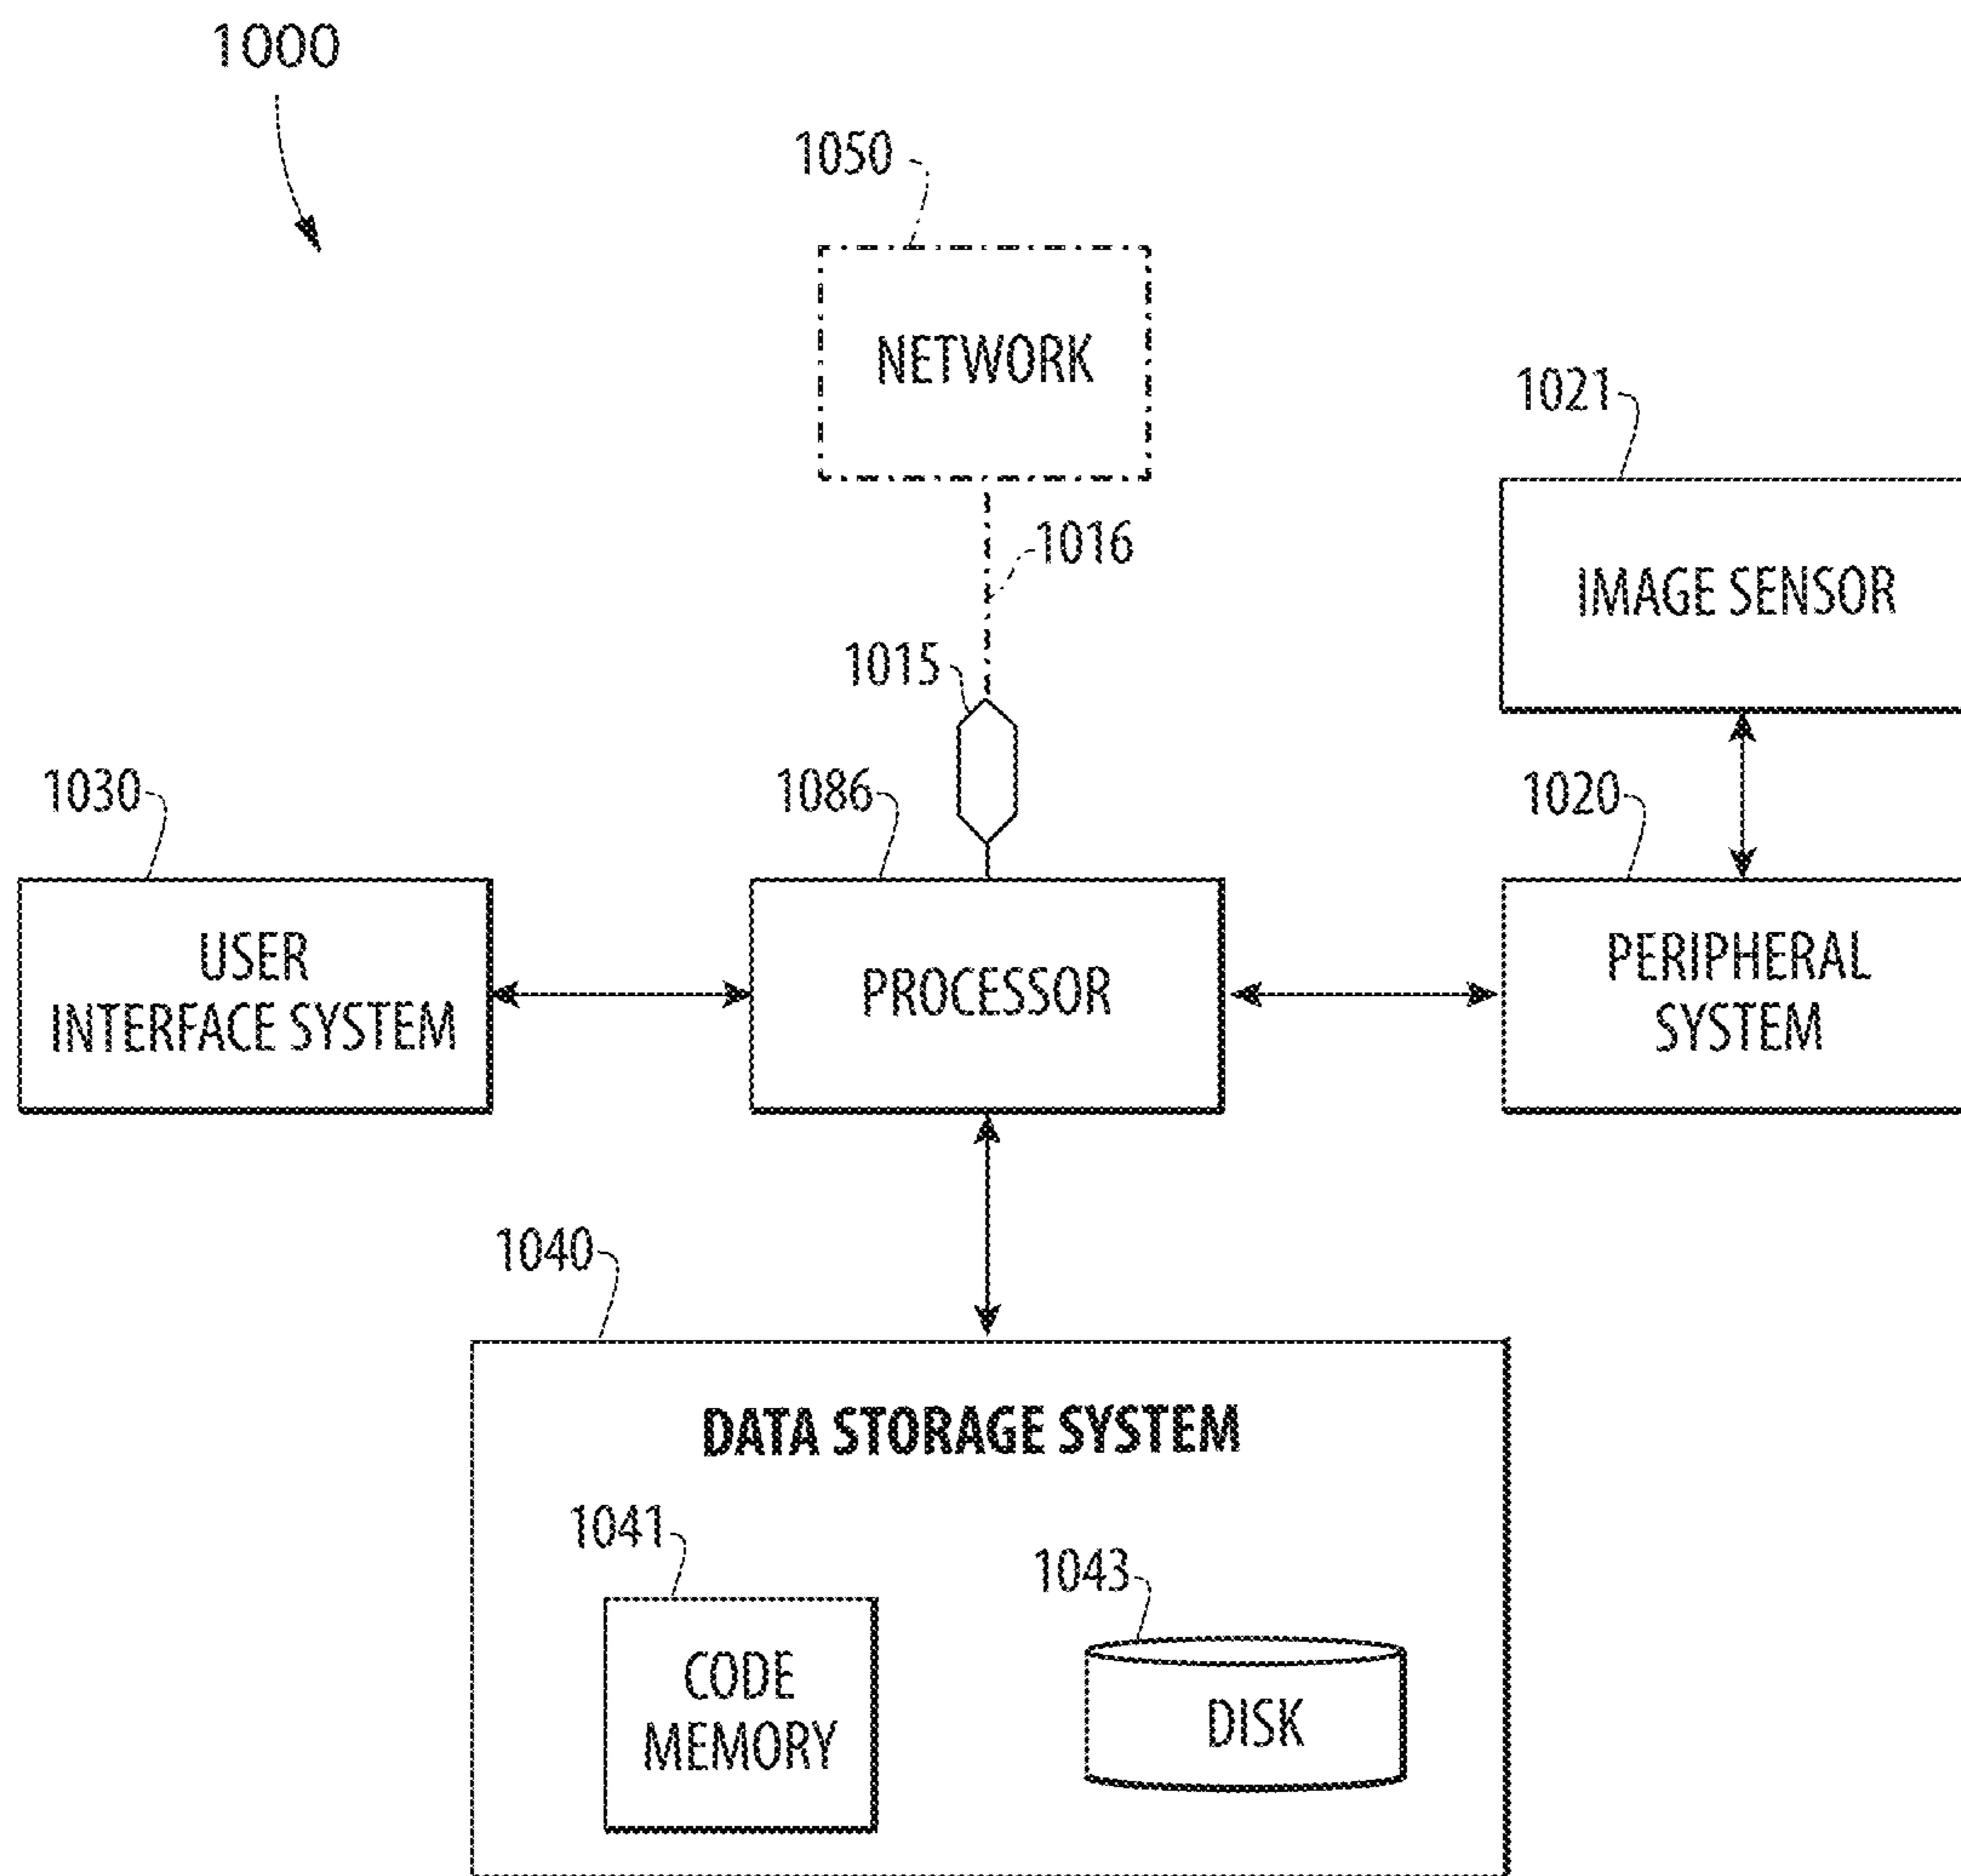 1000
1050
NETWORK
1021
1016
IMAGE SENSOR
1015
1030
1086
1020
USER
INTERFACE SYSTEM
PROCESSOR
PERIPHERAL
SYSTEM
1040
DATA STORAGE SYSTEM
1041
1043
CODE
MEMORY
DISK